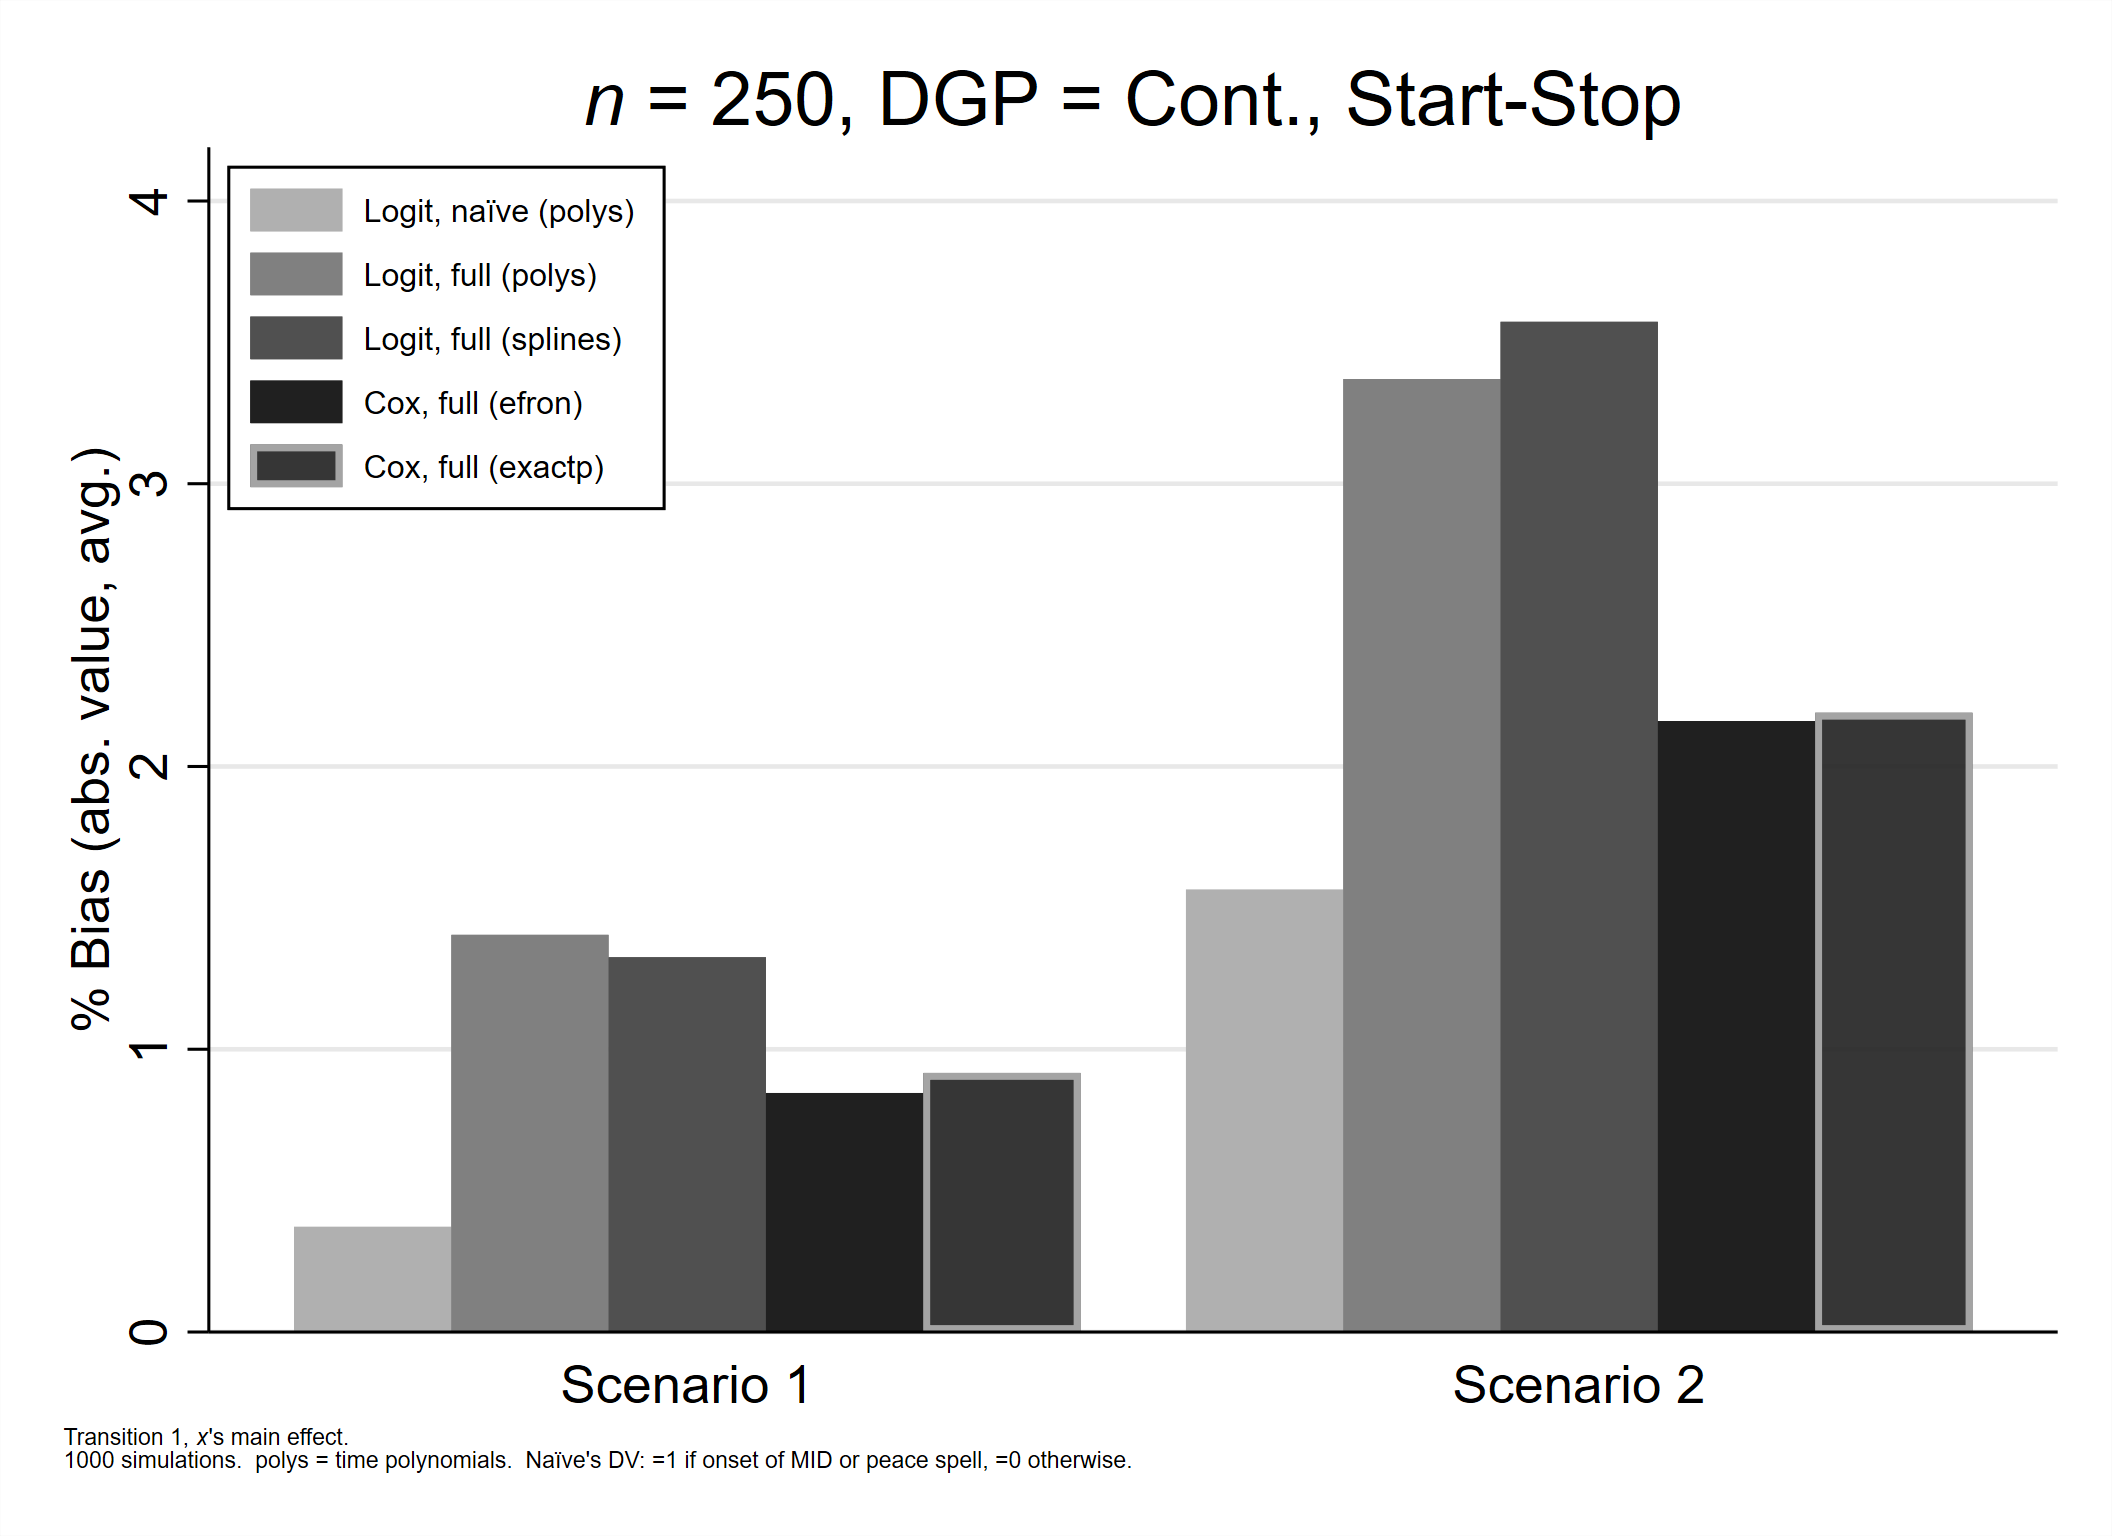 n = 250, DGP = Cont., Start-Stop
Logit, naïve (polys)
Logit, full (polys)
Logit, full (splines)
Cox, full (efron)
Cox, full (exactp)
% Bias (abs. value, avg.)
4
3
2
1
0
Scenario 1
Scenario 2
Transition 1, x's main effect.
1000 simulations.  polys = time polynomials.  Naïve's DV: =1 if onset of MID or peace spell, =0 otherwise.